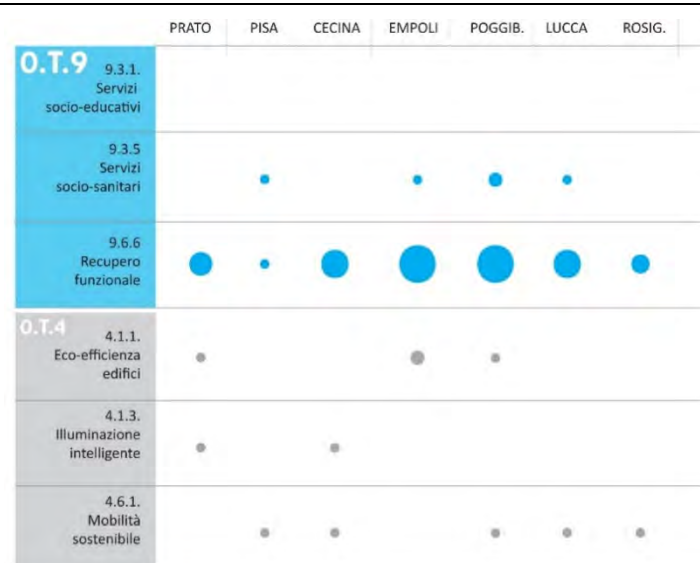 PRATO PISA CECINA EMPOLI POGGIB. LUCCA ROSIG.
O.T.9 9.3.1.
Servizi
socio-educativi
9.3.5
Servizi
socio-sanitari
9.6.6
Recupero
funzionale
O.T.4 4.1.1.
Eco-efficienza
edifici
4.1.3.
Illuminazione
intelligente
4.6.1.
Mobilità
sostenibile